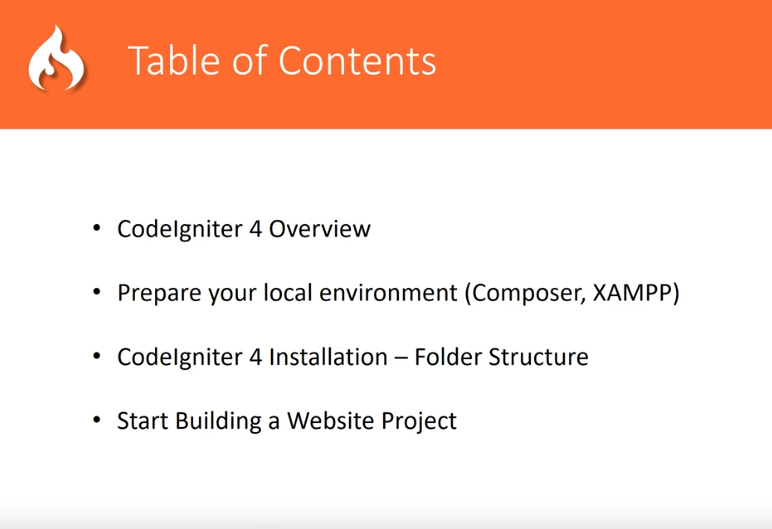 Table of Contents
• CodeIgniter 4 Overview
• Prepare your local environment (Composer, XAMPP)
• CodeIgniter 4 Installation – Folder Structure
• Start Building a Website Project